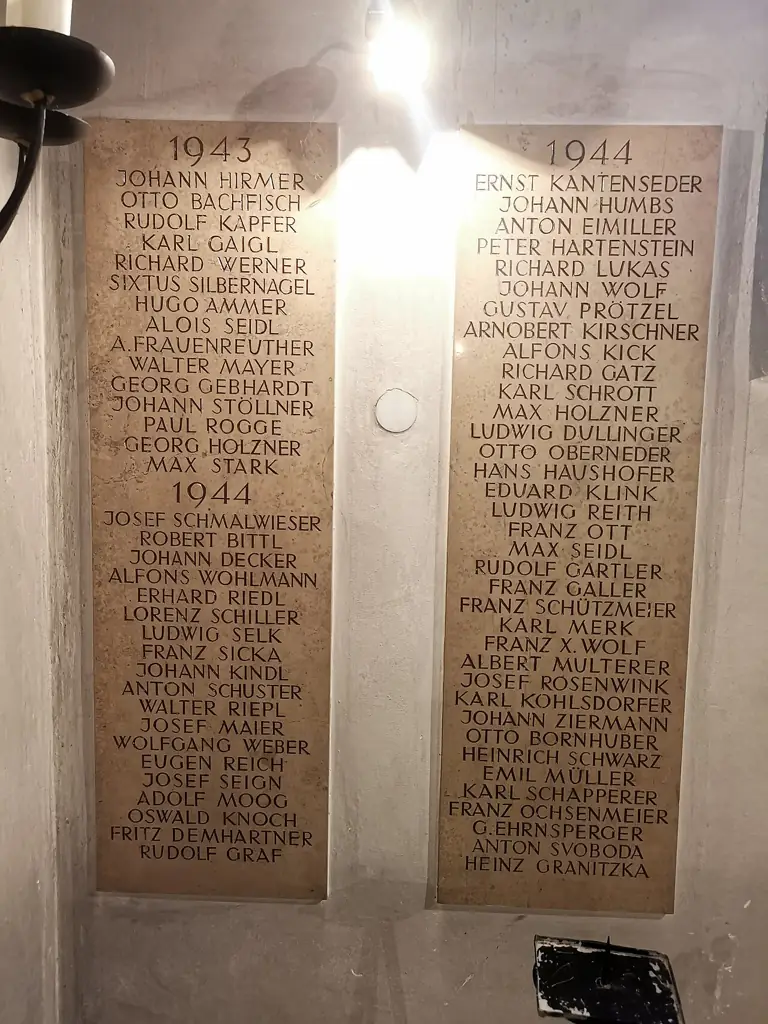 1943
JOHANN HIRMER
OTTO BACHFISCH
RUDOLF KAPFER
KARL GAIGL
RICHARD WERNER
SIXTUS SILBERNAGEL
HUGO AMMER
ALOIS SEIDL
A.FRAUENREUTHER
WALTER MAYER
GEORG GEBHARDT
JOHANN STÖLLNER
PAUL ROGGE
GEORG HOLZNER
MAX STARK
1944
JOSEF SCHMALWIESER
ROBERT BITTL
JOHANN DECKER
ALFONS WOHLMANN
ERHARD RIEDL
LORENZ SCHILLER
LUDWIG SELK
FRANZ SICKA
JOHANN KINDL
ANTON SCHUSTER
WALTER RIEPL
JOSEF MAIER
WOLFGANG WEBER
EUGEN REICH
JOSEF SEIGN
ADOLF MOOG
OSWALD KNOCH
FRITZ DEMHARTNER
RUDOLF GRAF
1944
ERNST KANTENSEDER
JOHANN HUMBS
ANTON EIMILLER
PETER HARTENSTEIN
RICHARD LUKAS
JOHANN WOLF
GUSTAV PRÖTZEL
ARNOBERT KIRSCHNER
ALFONS KICK
RICHARD GATZ
KARL SCHROTT
MAX HOLZNER
LUDWIG DULLINGER
OTTO OBERNEDER
HANS HAUSHOFER
EDUARD KLINK
LUDWIG REITH
FRANZ OTT
MAX SEIDL
RUDOLF GÄRTLER
FRANZ GALLER
FRANZ SCHÜTZMEIER
KARL MERK
FRANZ X. WOLF
ALBERT MULTERER
JOSEF ROSENWINK
KARL KOHLSDORFER
JOHANN ZIERMANN
OTTO BORNHUBER
HEINRICH SCHWARZ
EMIL MÜLLER
KARL SCHAPPERER
FRANZ OCHSENMEIER
G.EHRNSPERGER
ANTON SVOBODA
HEINZ GRANITZKA